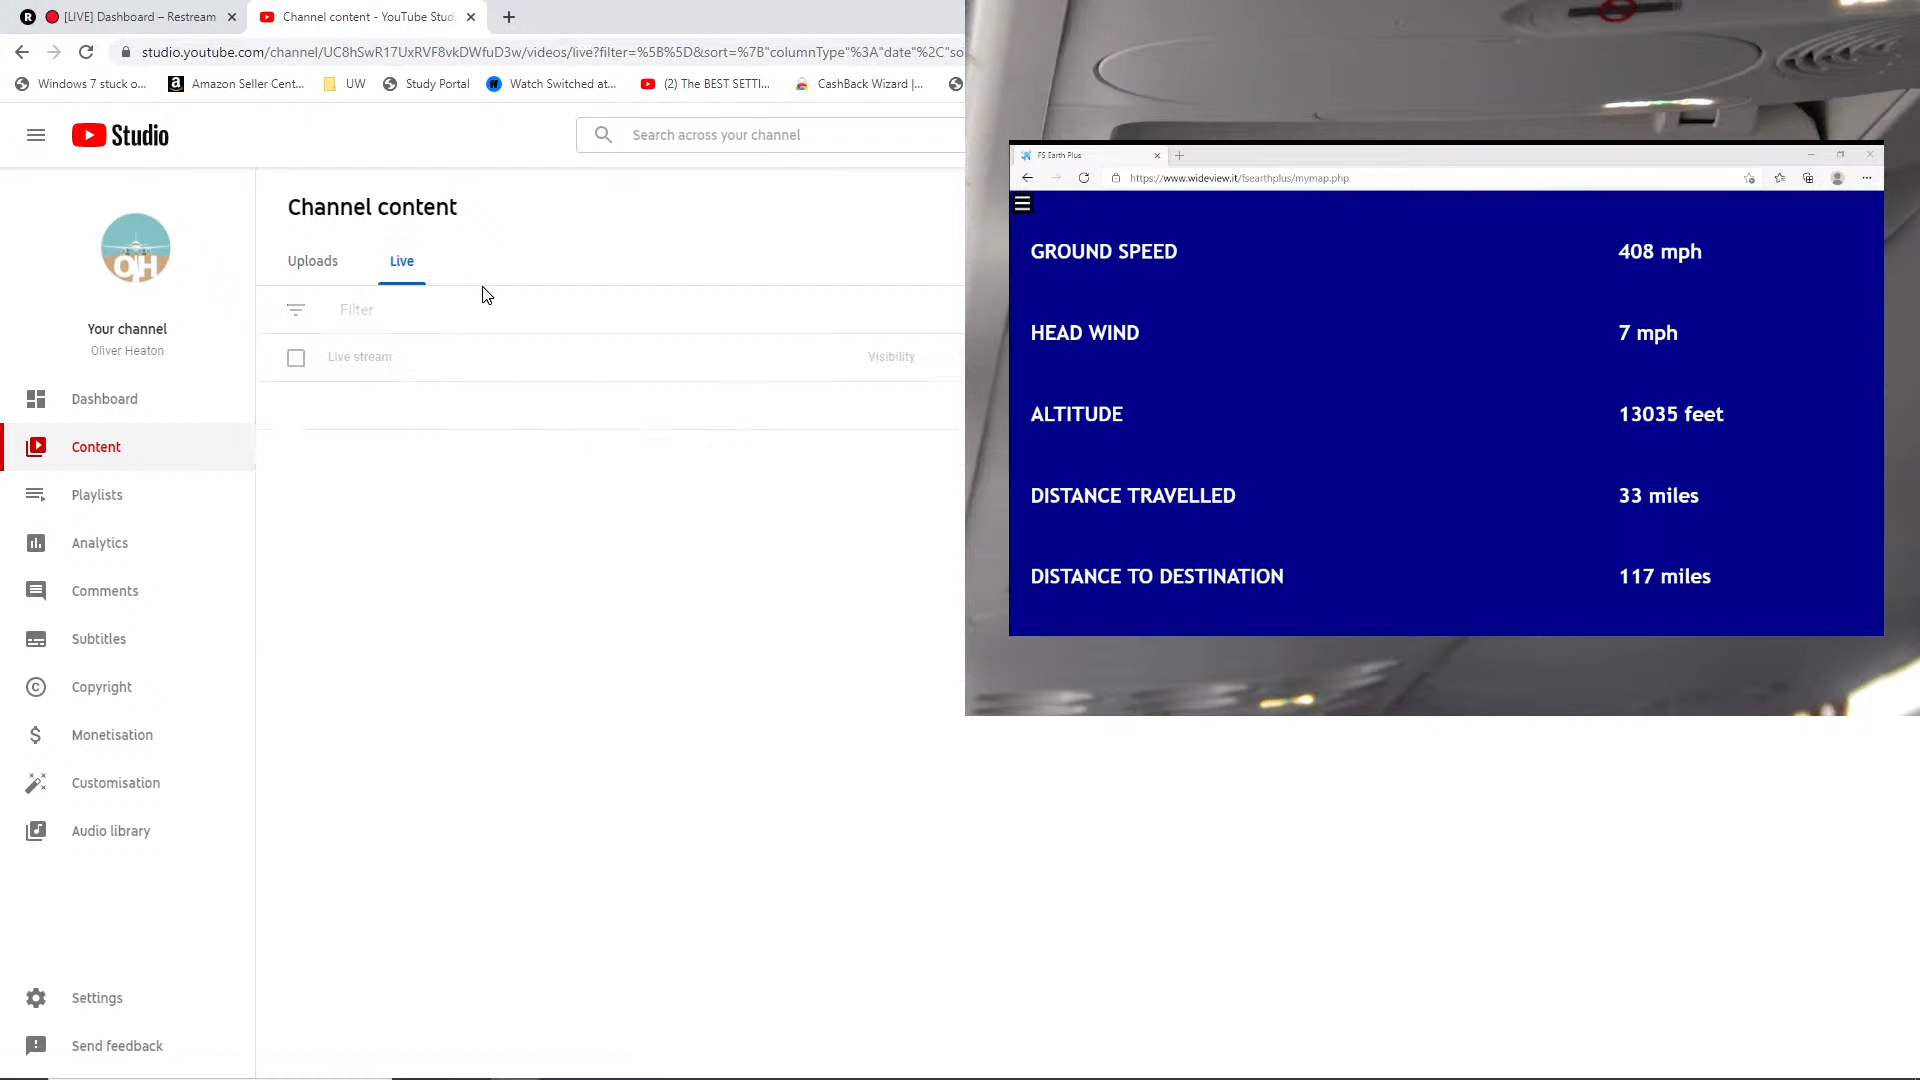 [LIVE] Dashboard – Restream
Channel content - YouTube Studi
studio.youtube.com/channel/UC8hSwR17UxRVF8vkDWfuD3w/videos/live?filter=%5B%5D&sort=%7B"columnType"%3A"date"%2C"so
Windows 7 stuck o...
Amazon Seller Cent...
UW
Study Portal
Watch Switched at...
(2) The BEST SETTI...
CashBack Wizard |...
Studio
Search across your channel
OH
Your channel
Oliver Heaton
Dashboard
Content
Playlists
Analytics
Comments
Subtitles
Copyright
Monetisation
Customisation
Audio library
Settings
Send feedback
Channel content
Uploads
Live
Filter
Live stream
Visibility
FS Earth Plus
https://www.wideview.it/fsearthplus/mymap.php
GROUND SPEED 408 mph
HEAD WIND 7 mph
ALTITUDE 13035 feet
DISTANCE TRAVELLED 33 miles
DISTANCE TO DESTINATION 117 miles